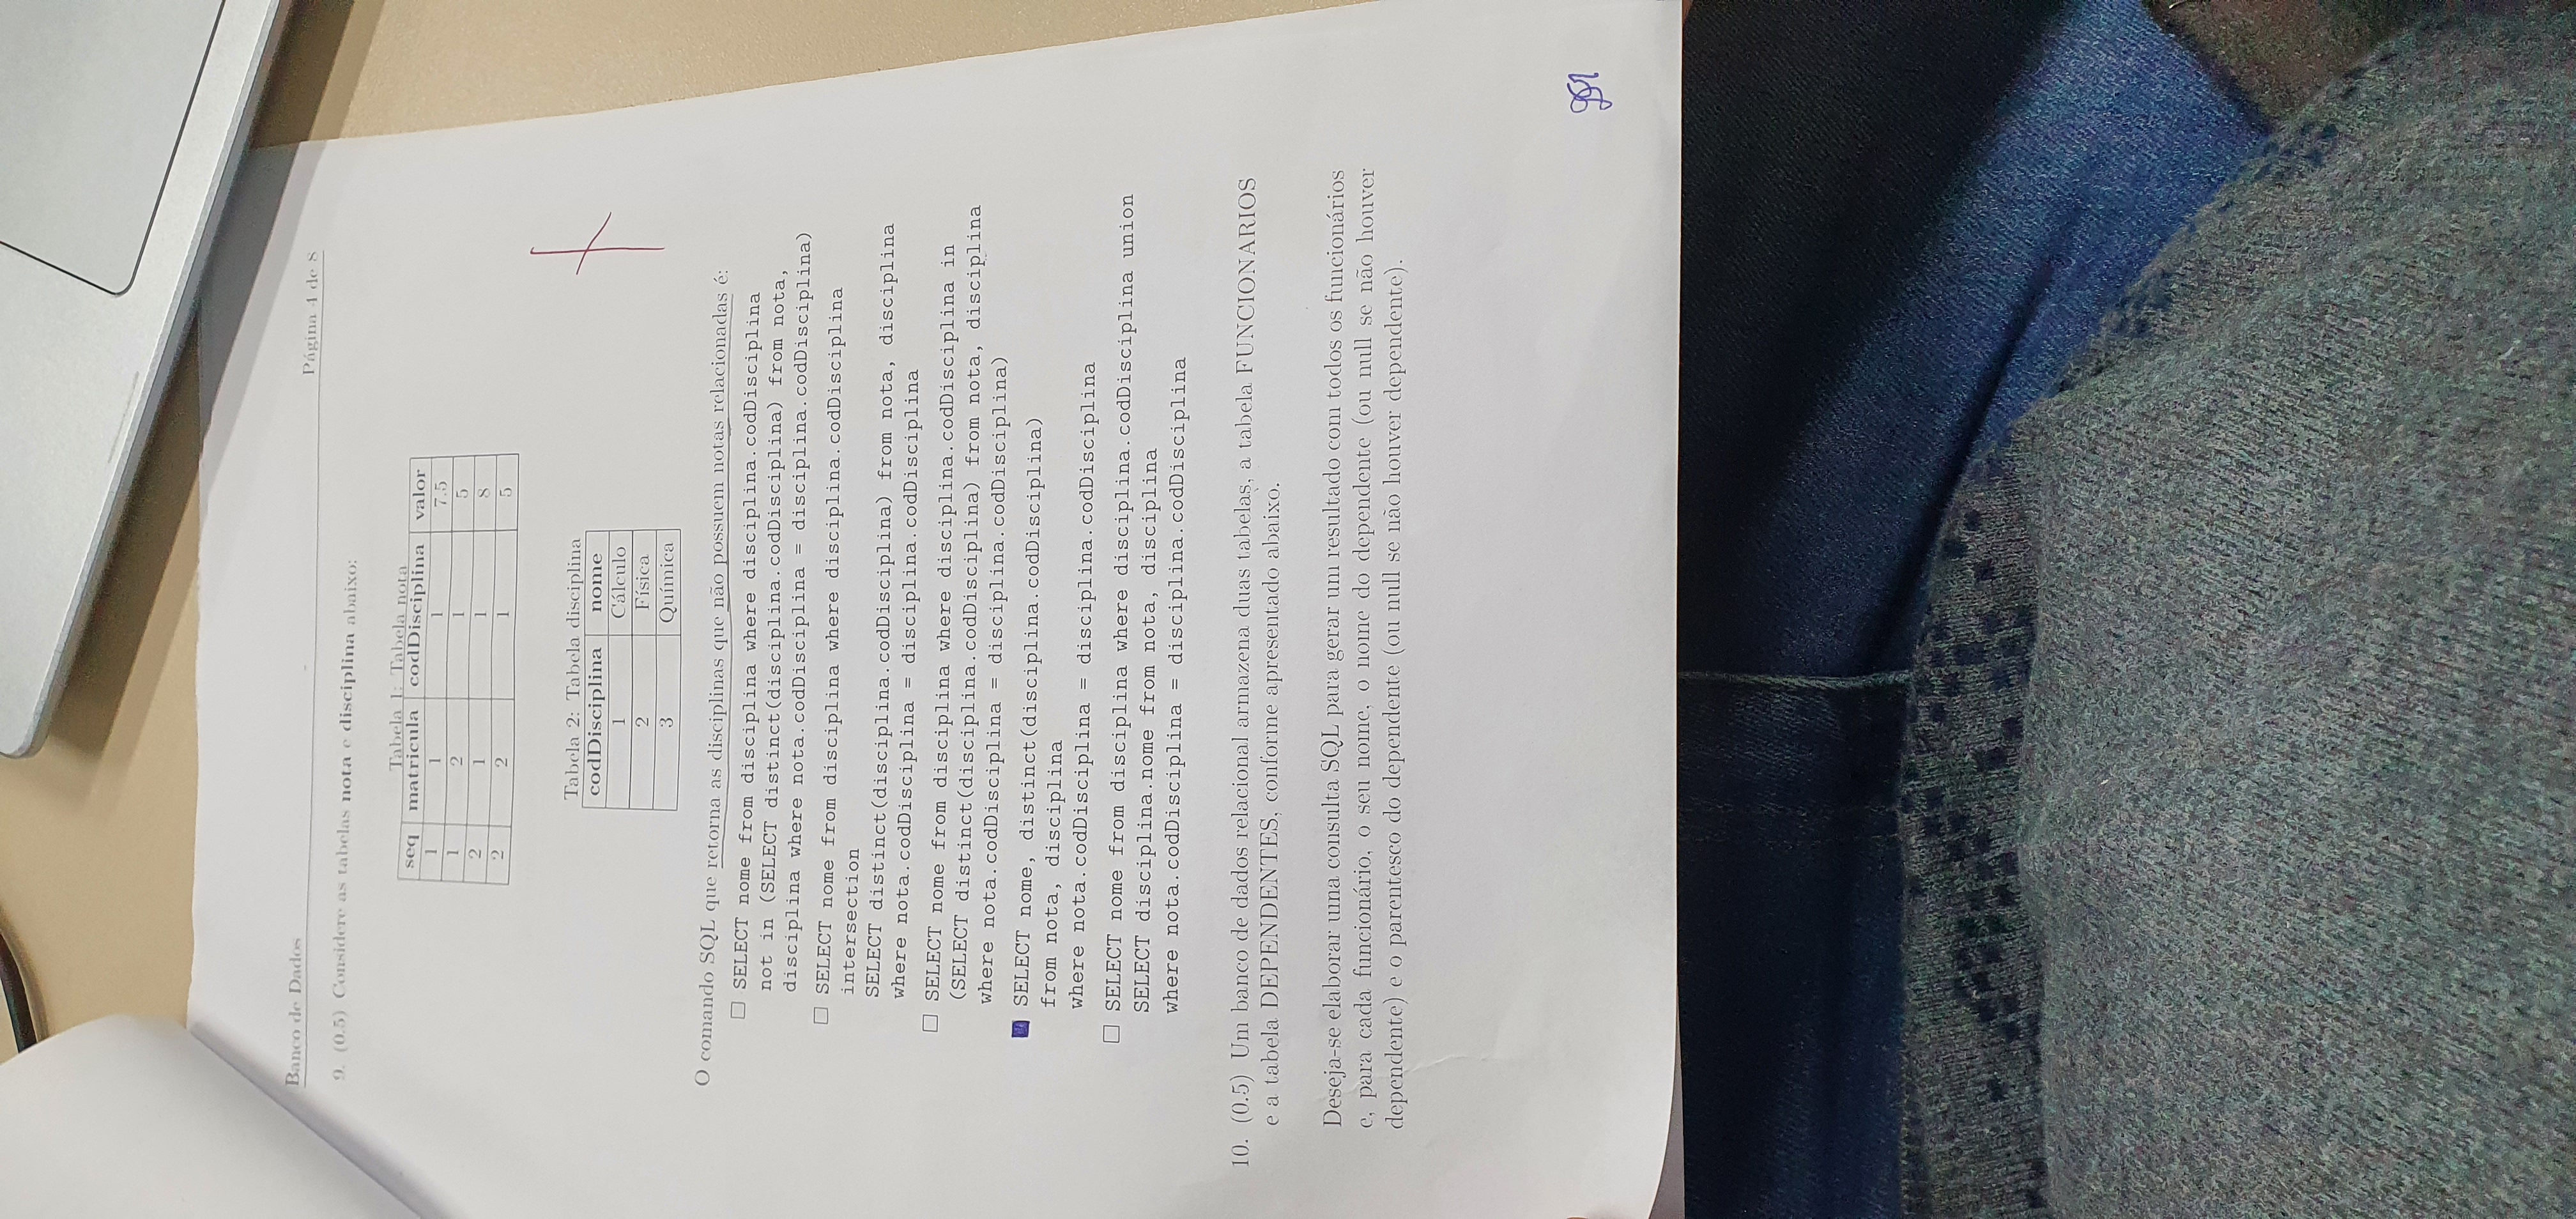 Banco de Dados
Página 4 de 8
9. (0.5) Considere as tabelas nota e disciplina abaixo:
Tabela 1: Tabela nota
seq matricula codDisciplina valor
1 1 1 7.5
1 2 1 5
2 1 1 8
2 2 1 5
Tabela 2: Tabela disciplina
codDisciplina nome
1 Cálculo
2 Física
3 Química
O comando SQL que retorna as disciplinas que não possuem notas relacionadas é:
SELECT nome from disciplina where disciplina.codDisciplina
not in (SELECT distinct(disciplina.codDisciplina) from nota,
disciplina where nota.codDisciplina = disciplina.codDisciplina)
SELECT nome from disciplina where disciplina.codDisciplina
intersection
SELECT distinct(disciplina.codDisciplina) from nota, disciplina
where nota.codDisciplina = disciplina.codDisciplina
SELECT nome from disciplina where disciplina.codDisciplina in
(SELECT distinct(disciplina.codDisciplina) from nota, disciplina
where nota.codDisciplina = disciplina.codDisciplina)
SELECT nome, distinct(disciplina.codDisciplina)
from nota, disciplina
where nota.codDisciplina = disciplina.codDisciplina
SELECT nome from disciplina where disciplina.codDisciplina union
SELECT disciplina.nome from nota, disciplina
where nota.codDisciplina = disciplina.codDisciplina
10. (0.5) Um banco de dados relacional armazena duas tabelas, a tabela FUNCIONARIOS
e a tabela DEPENDENTES, conforme apresentado abaixo.
Deseja-se elaborar uma consulta SQL para gerar um resultado com todos os funcionários
e, para cada funcionário, o seu nome, o nome do dependente (ou null se não houver
dependente) e o parentesco do dependente (ou null se não houver dependente).